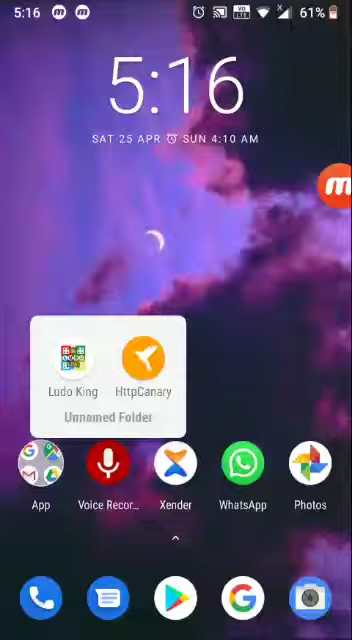 5:16
61%
5:16
SAT 25 APR SUN 4:10 AM
Ludo King
HttpCanary
Unnamed Folder
App
Voice Recor...
Xender
WhatsApp
Photos